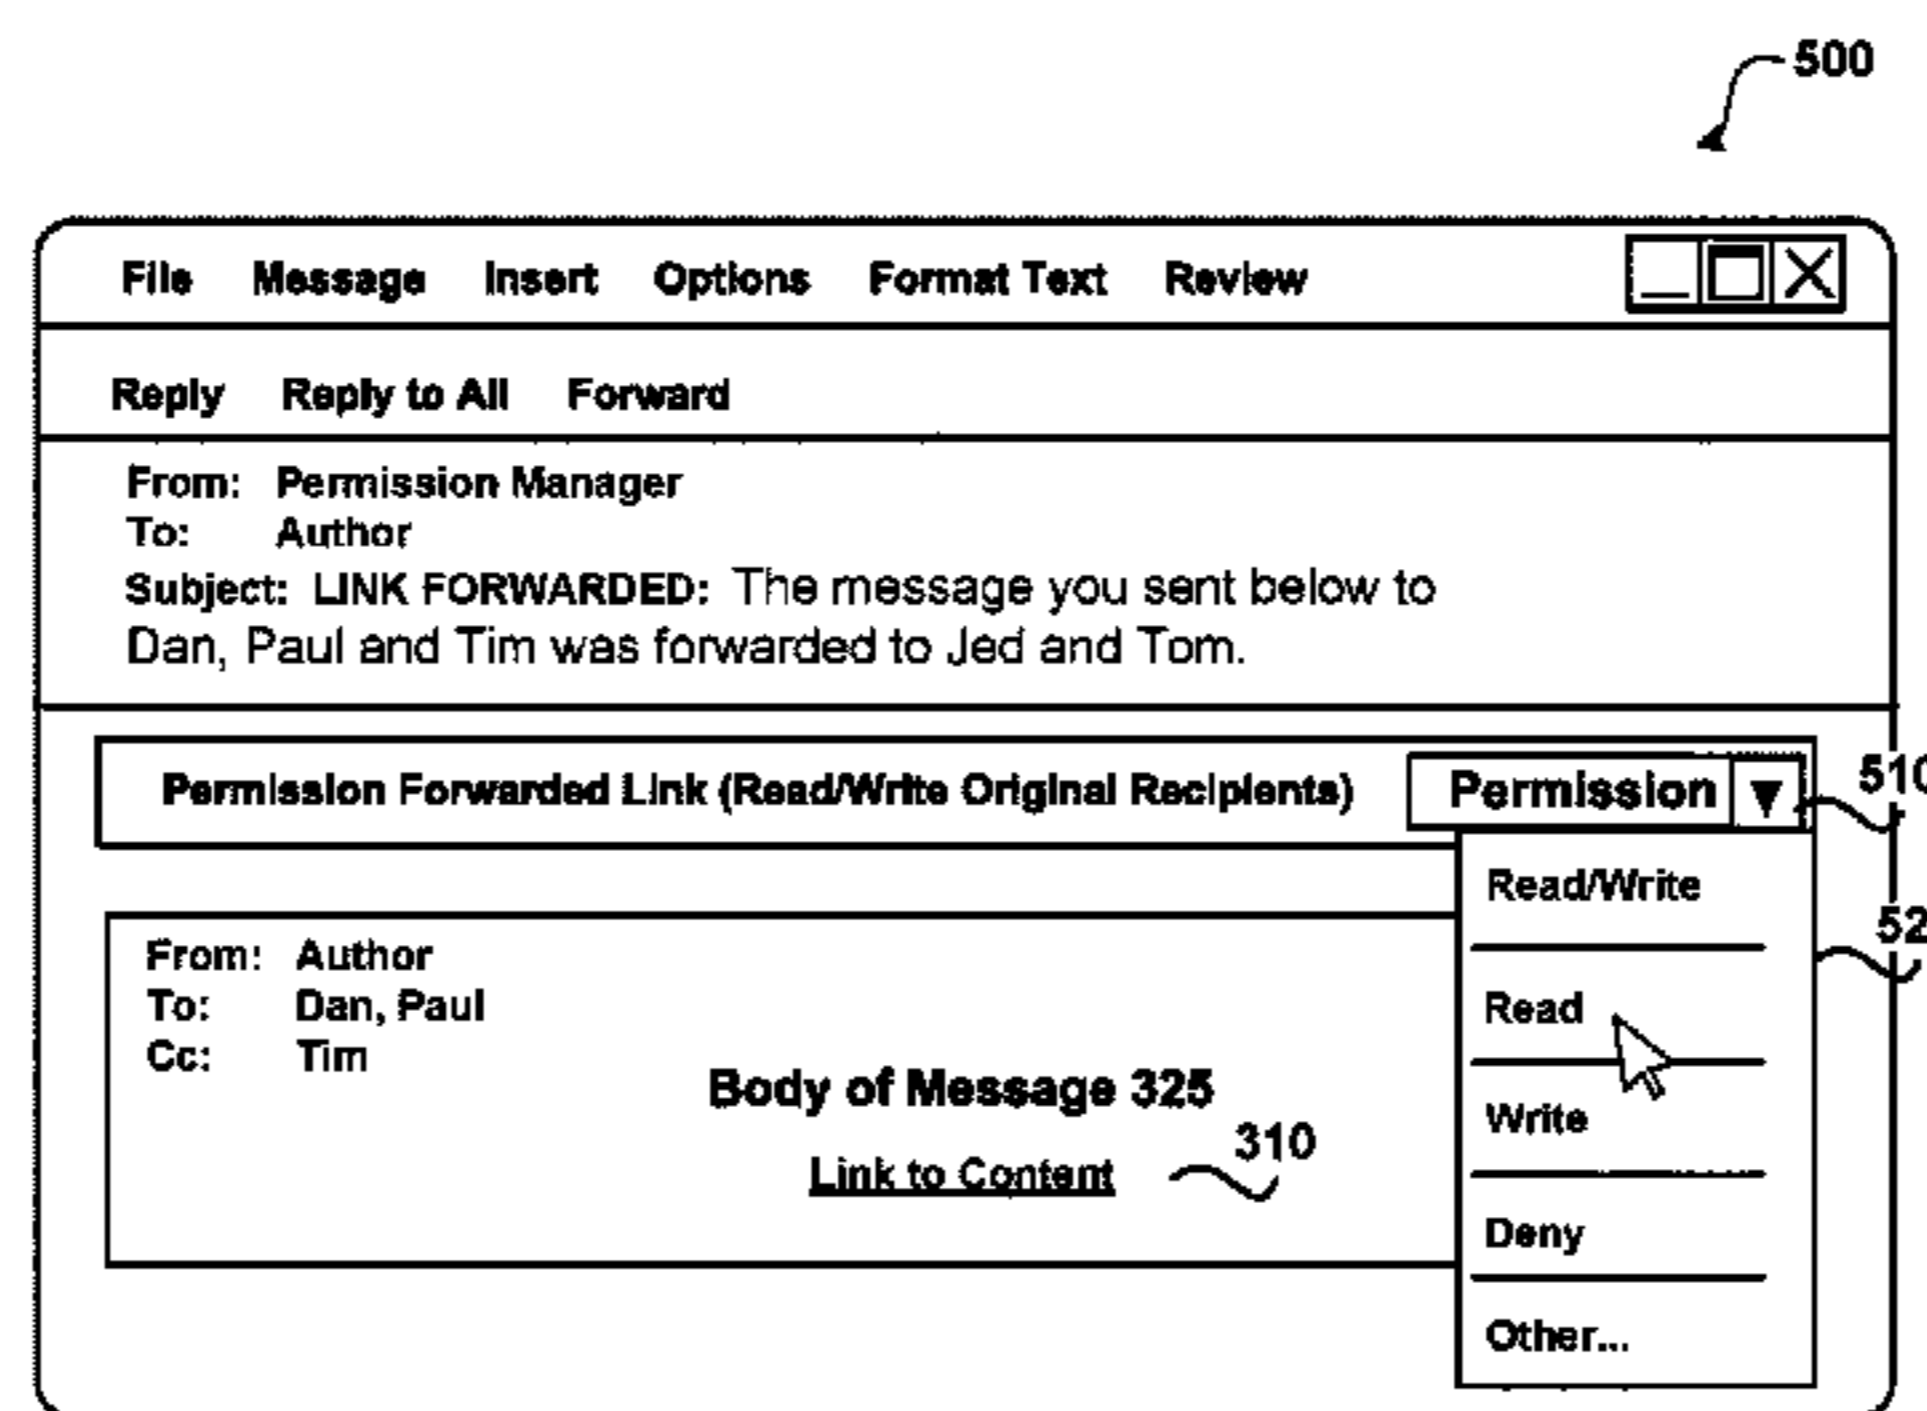 500
File Message Insert Options Format Text Review
Reply Reply to All Forward
From: Permission Manager
To: Author
Subject: LINK FORWARDED: The message you sent below to
Dan, Paul and Tim was forwarded to Jed and Tom.
Permission Forwarded Link (Read/Write Original Recipients) Permission 510
Read/Write
52
From: Author
To: Dan, Paul
Cc: Tim
Read
Body of Message 325
Write
310
Link to Content
Deny
Other...